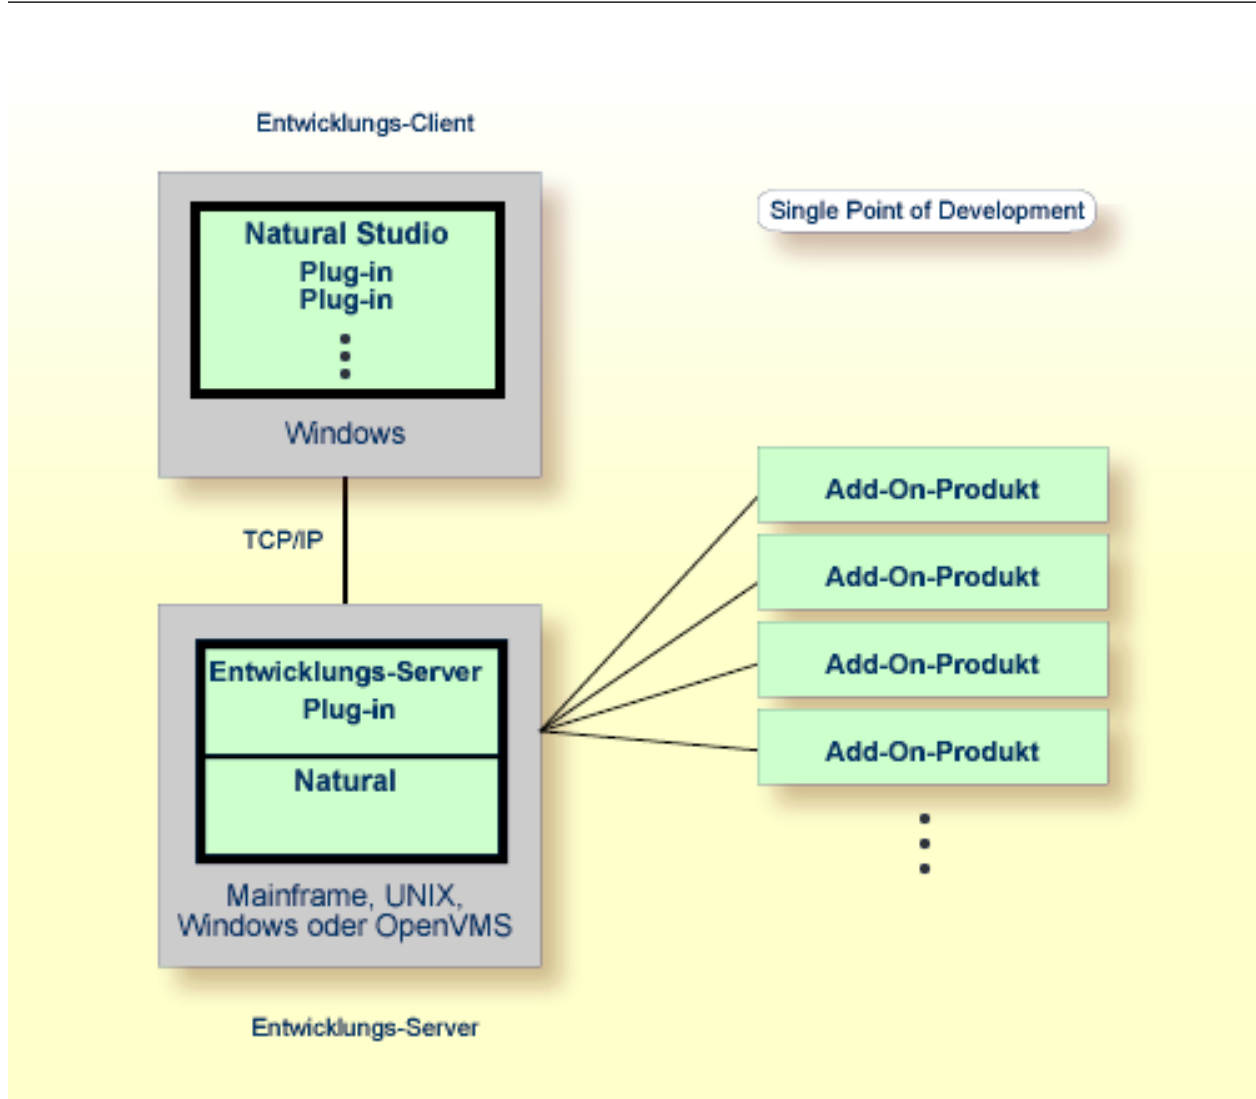 Entwicklungs-Client
Single Point of Development
Natural Studio
Plug-in
Plug-in
Windows
TCP/IP
Add-On-Produkt
Add-On-Produkt
Add-On-Produkt
Add-On-Produkt
Entwicklungs-Server
Plug-in
Natural
Mainframe, UNIX,
Windows oder OpenVMS
Entwicklungs-Server